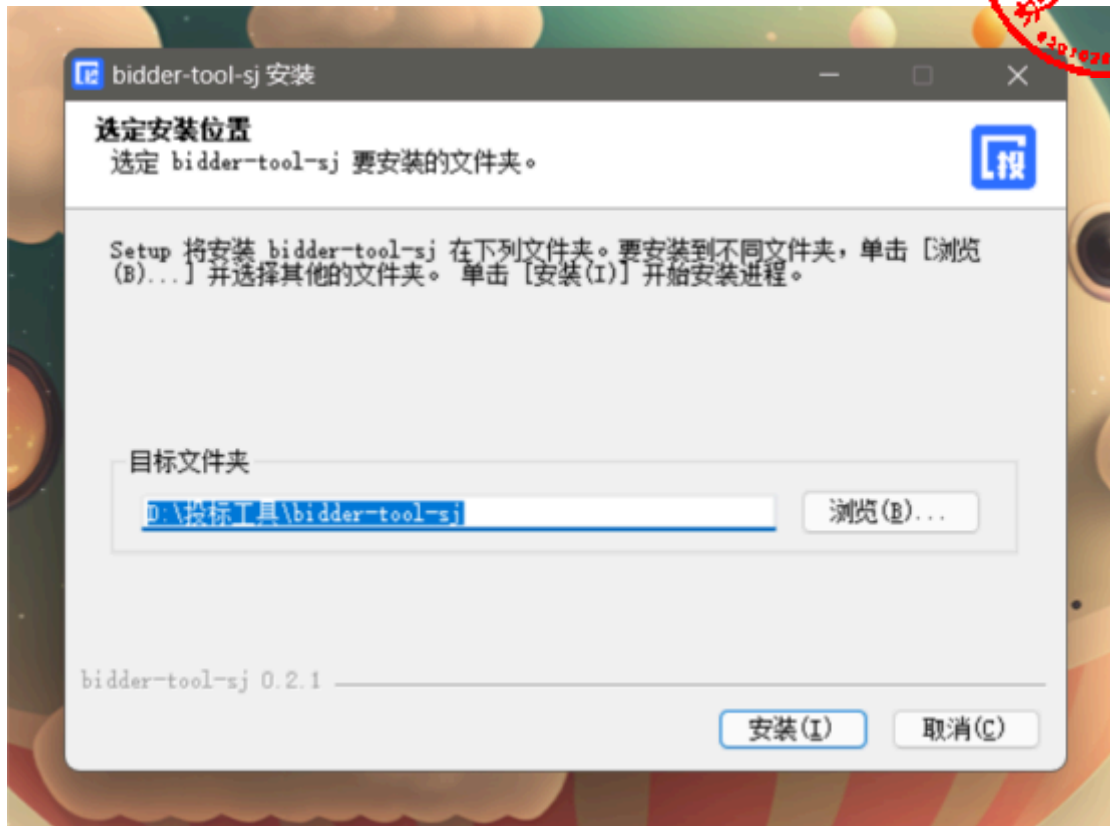 bidder-tool-sj 安装
选定安装位置
选定 bidder-tool-sj 要安装的文件夹。
投
Setup 将安装 bidder-tool-sj 在下列文件夹。要安装到不同文件夹，单击 [浏览
(B)...] 并选择其他的文件夹。 单击 [安装(I)] 开始安装进程。
目标文件夹
D:\投标工具\bidder-tool-sj
浏览(B)...
bidder-tool-sj 0.2.1
安装(I)
取消(C)